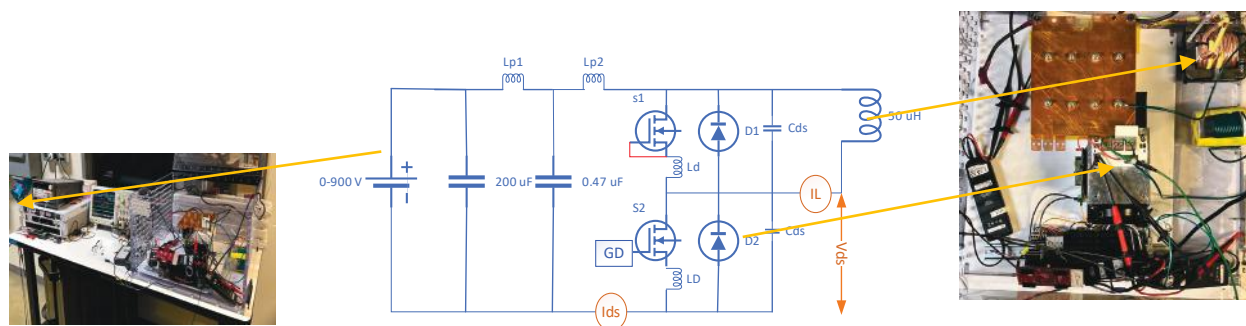 Lp1
Lp2
s1
D1
Cds
50 uH
Ld
0-900 V
+
200 uF
0.47 uF
IL
S2
D2
Cds
GD
Vds
LD
Ids